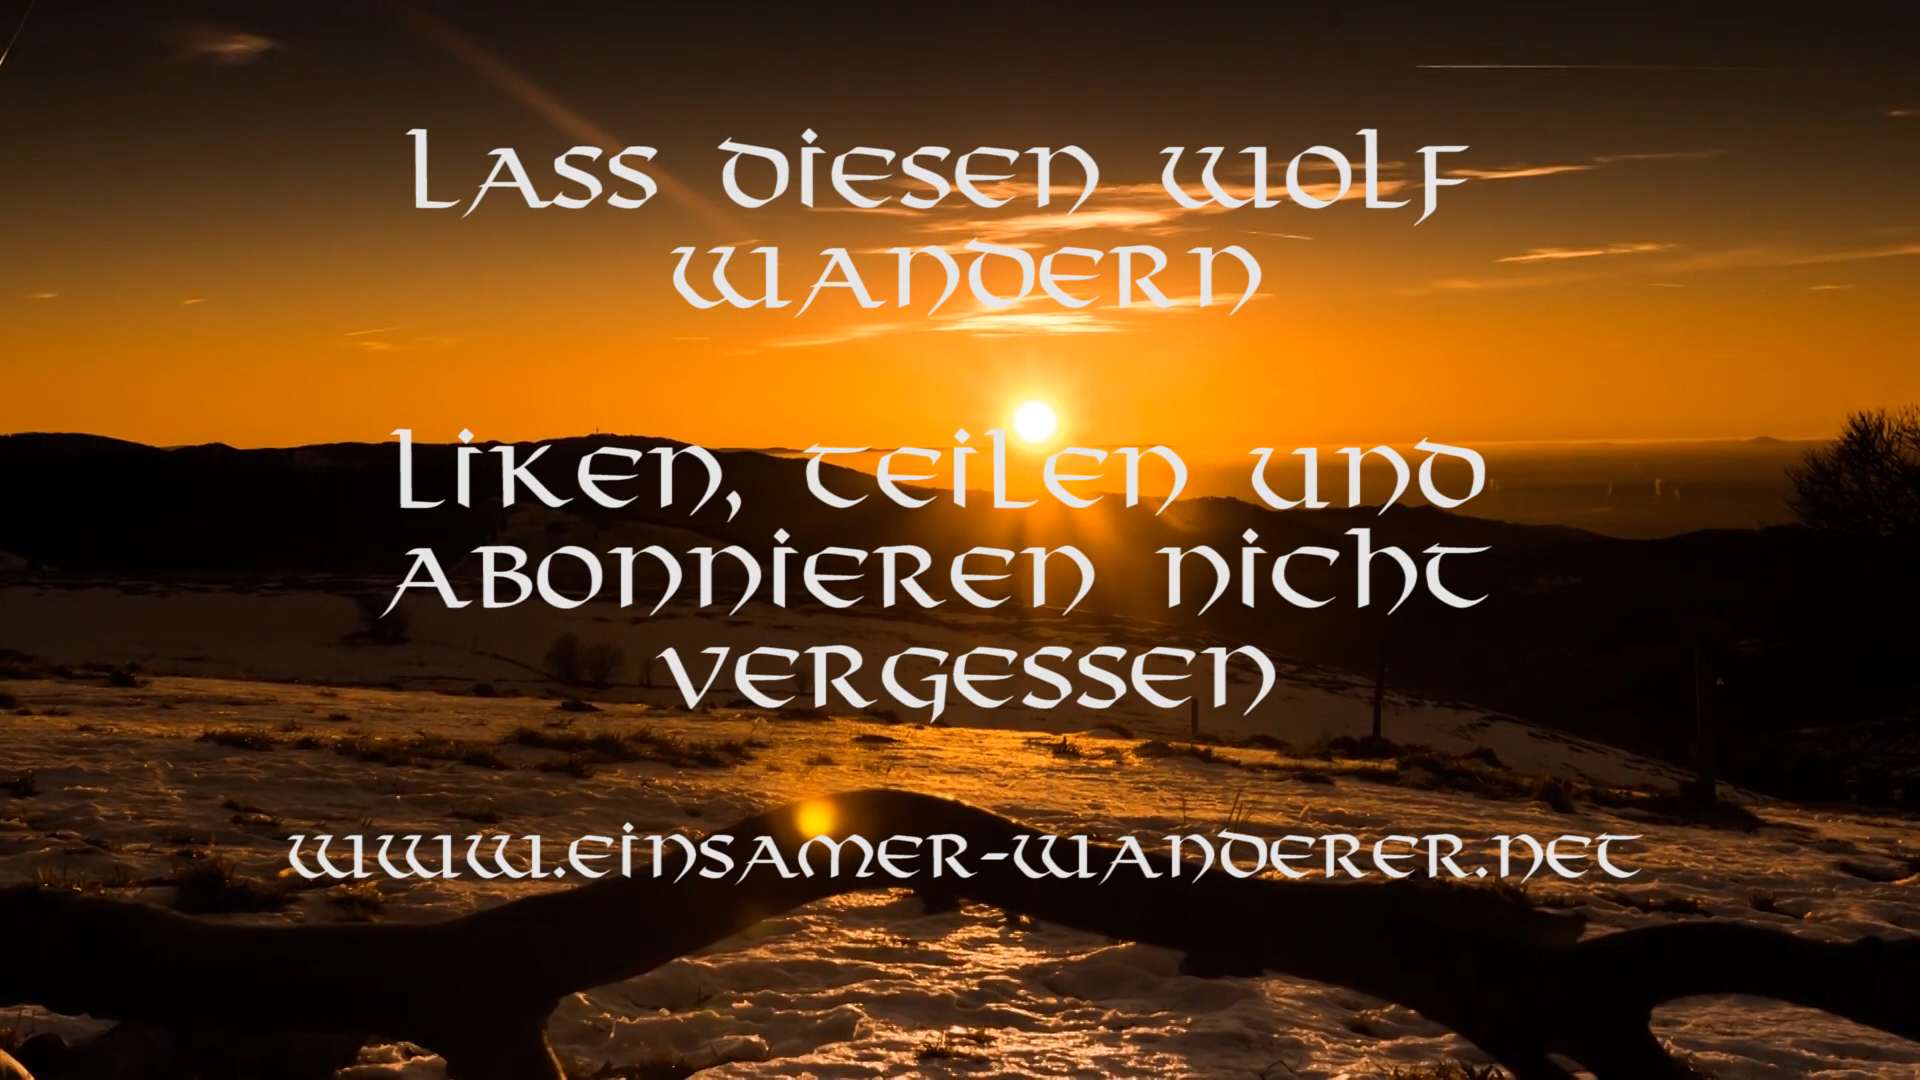 Lass diesen Wolf
wandern
Liken, teilen und
abonnieren nicht
vergessen
www.einsamer-wanderer.net